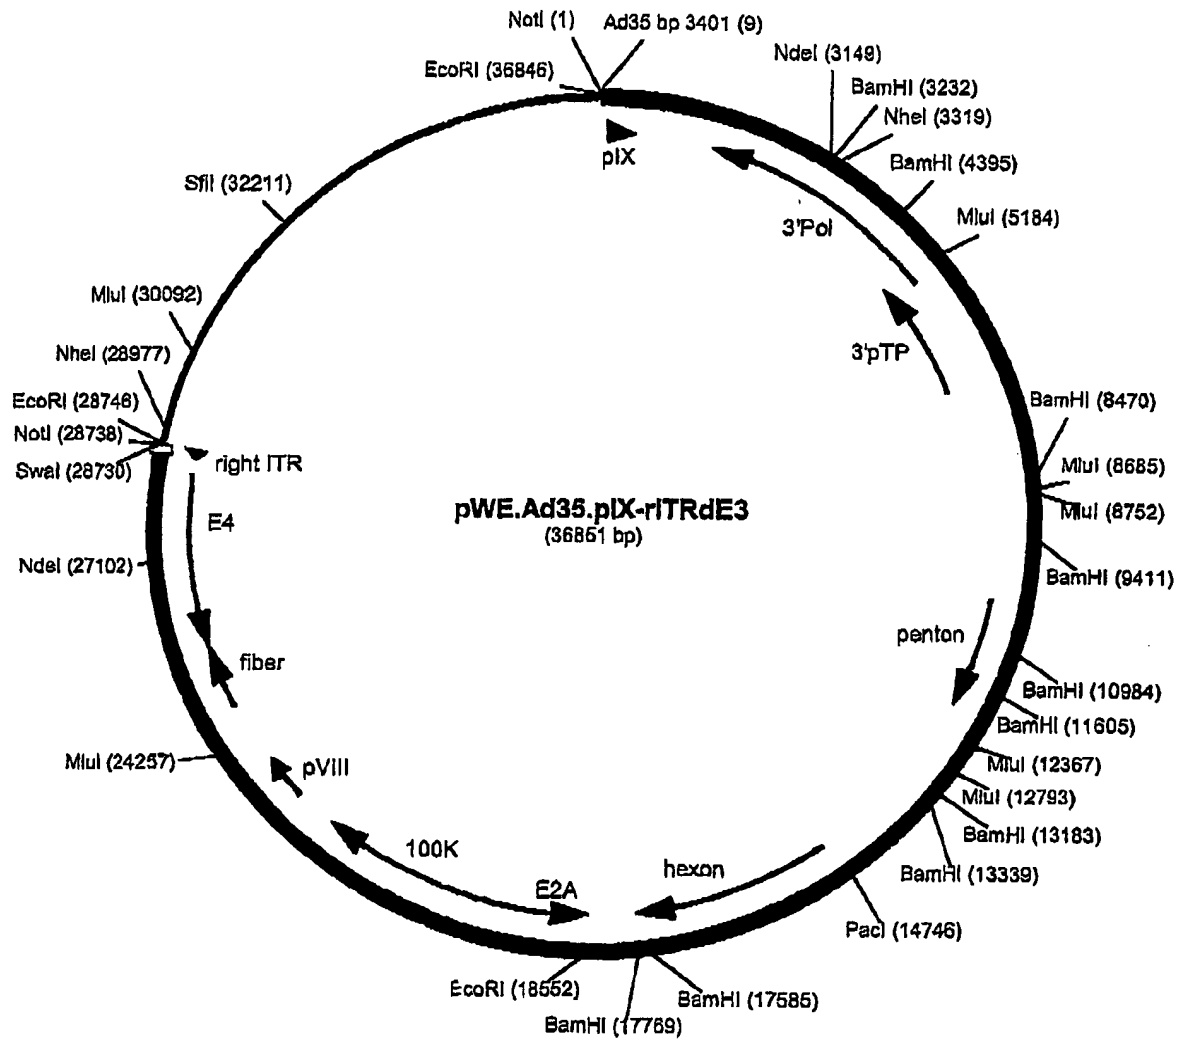 NotI (1)
Ad35 bp 3401 (9)
EcoRI (36846)
NdeI (3149)
BamHI (3232)
NheI (3319)
BamHI (4395)
MluI (5184)
pIX
3'Pol
3'pTP
SfiI (32211)
MluI (30092)
NheI (28977)
EcoRI (28746)
NotI (28738)
SwaI (28730)
right ITR
E4
NdeI (27102)
fiber
MluI (24257)
pVIII
100K
E2A
hexon
penton
pWE.Ad35.pIX-rITRdE3
(36851 bp)
BamHI (8470)
MluI (8685)
MluI (8752)
BamHI (9411)
BamHI (10984)
BamHI (11605)
MluI (12367)
MluI (12793)
BamHI (13183)
BamHI (13339)
PacI (14746)
BamHI (17585)
BamHI (17769)
EcoRI (18552)